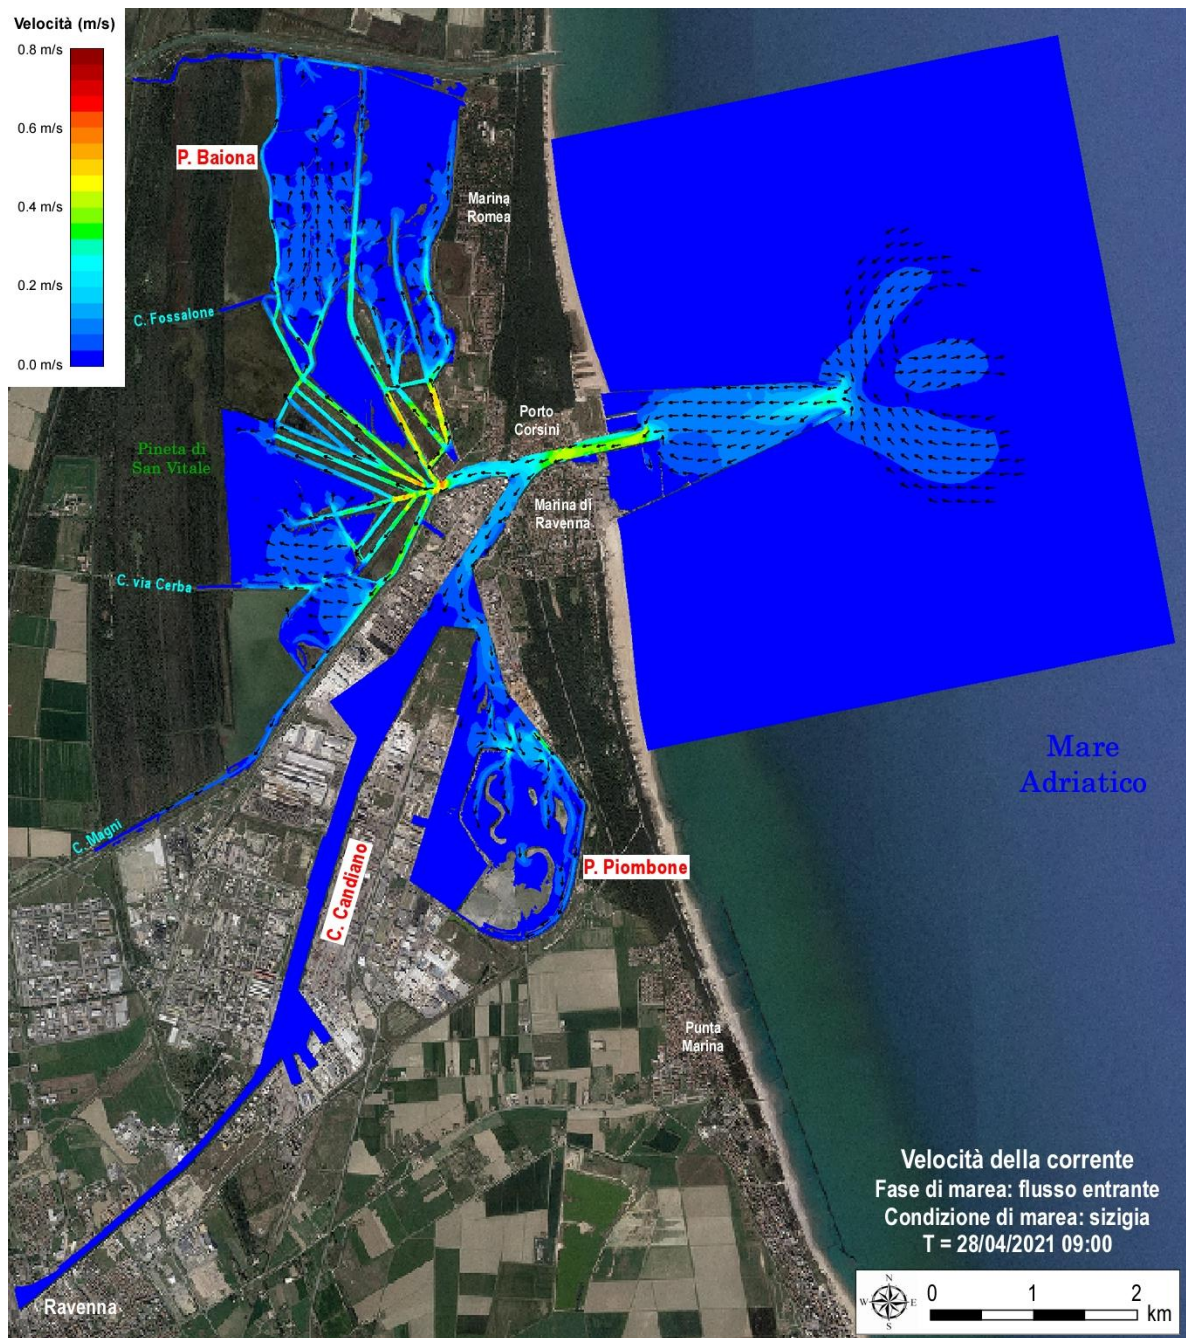 Velocità (m/s)
0.8 m/s
0.6 m/s
0.4 m/s
0.2 m/s
0.0 m/s
P. Baiona
Marina
Romea
C. Fossalone
Porto
Corsini
Pineta di
San Vitale
Marina di
Ravenna
C. via Cerba
Mare
Adriatico
C. Magni
C. Candiano
P. Piombone
Punta
Marina
Velocità della corrente
Fase di marea: flusso entrante
Condizione di marea: sizigia
T = 28/04/2021 09:00
Ravenna
N
W E
S
0 1 2
km